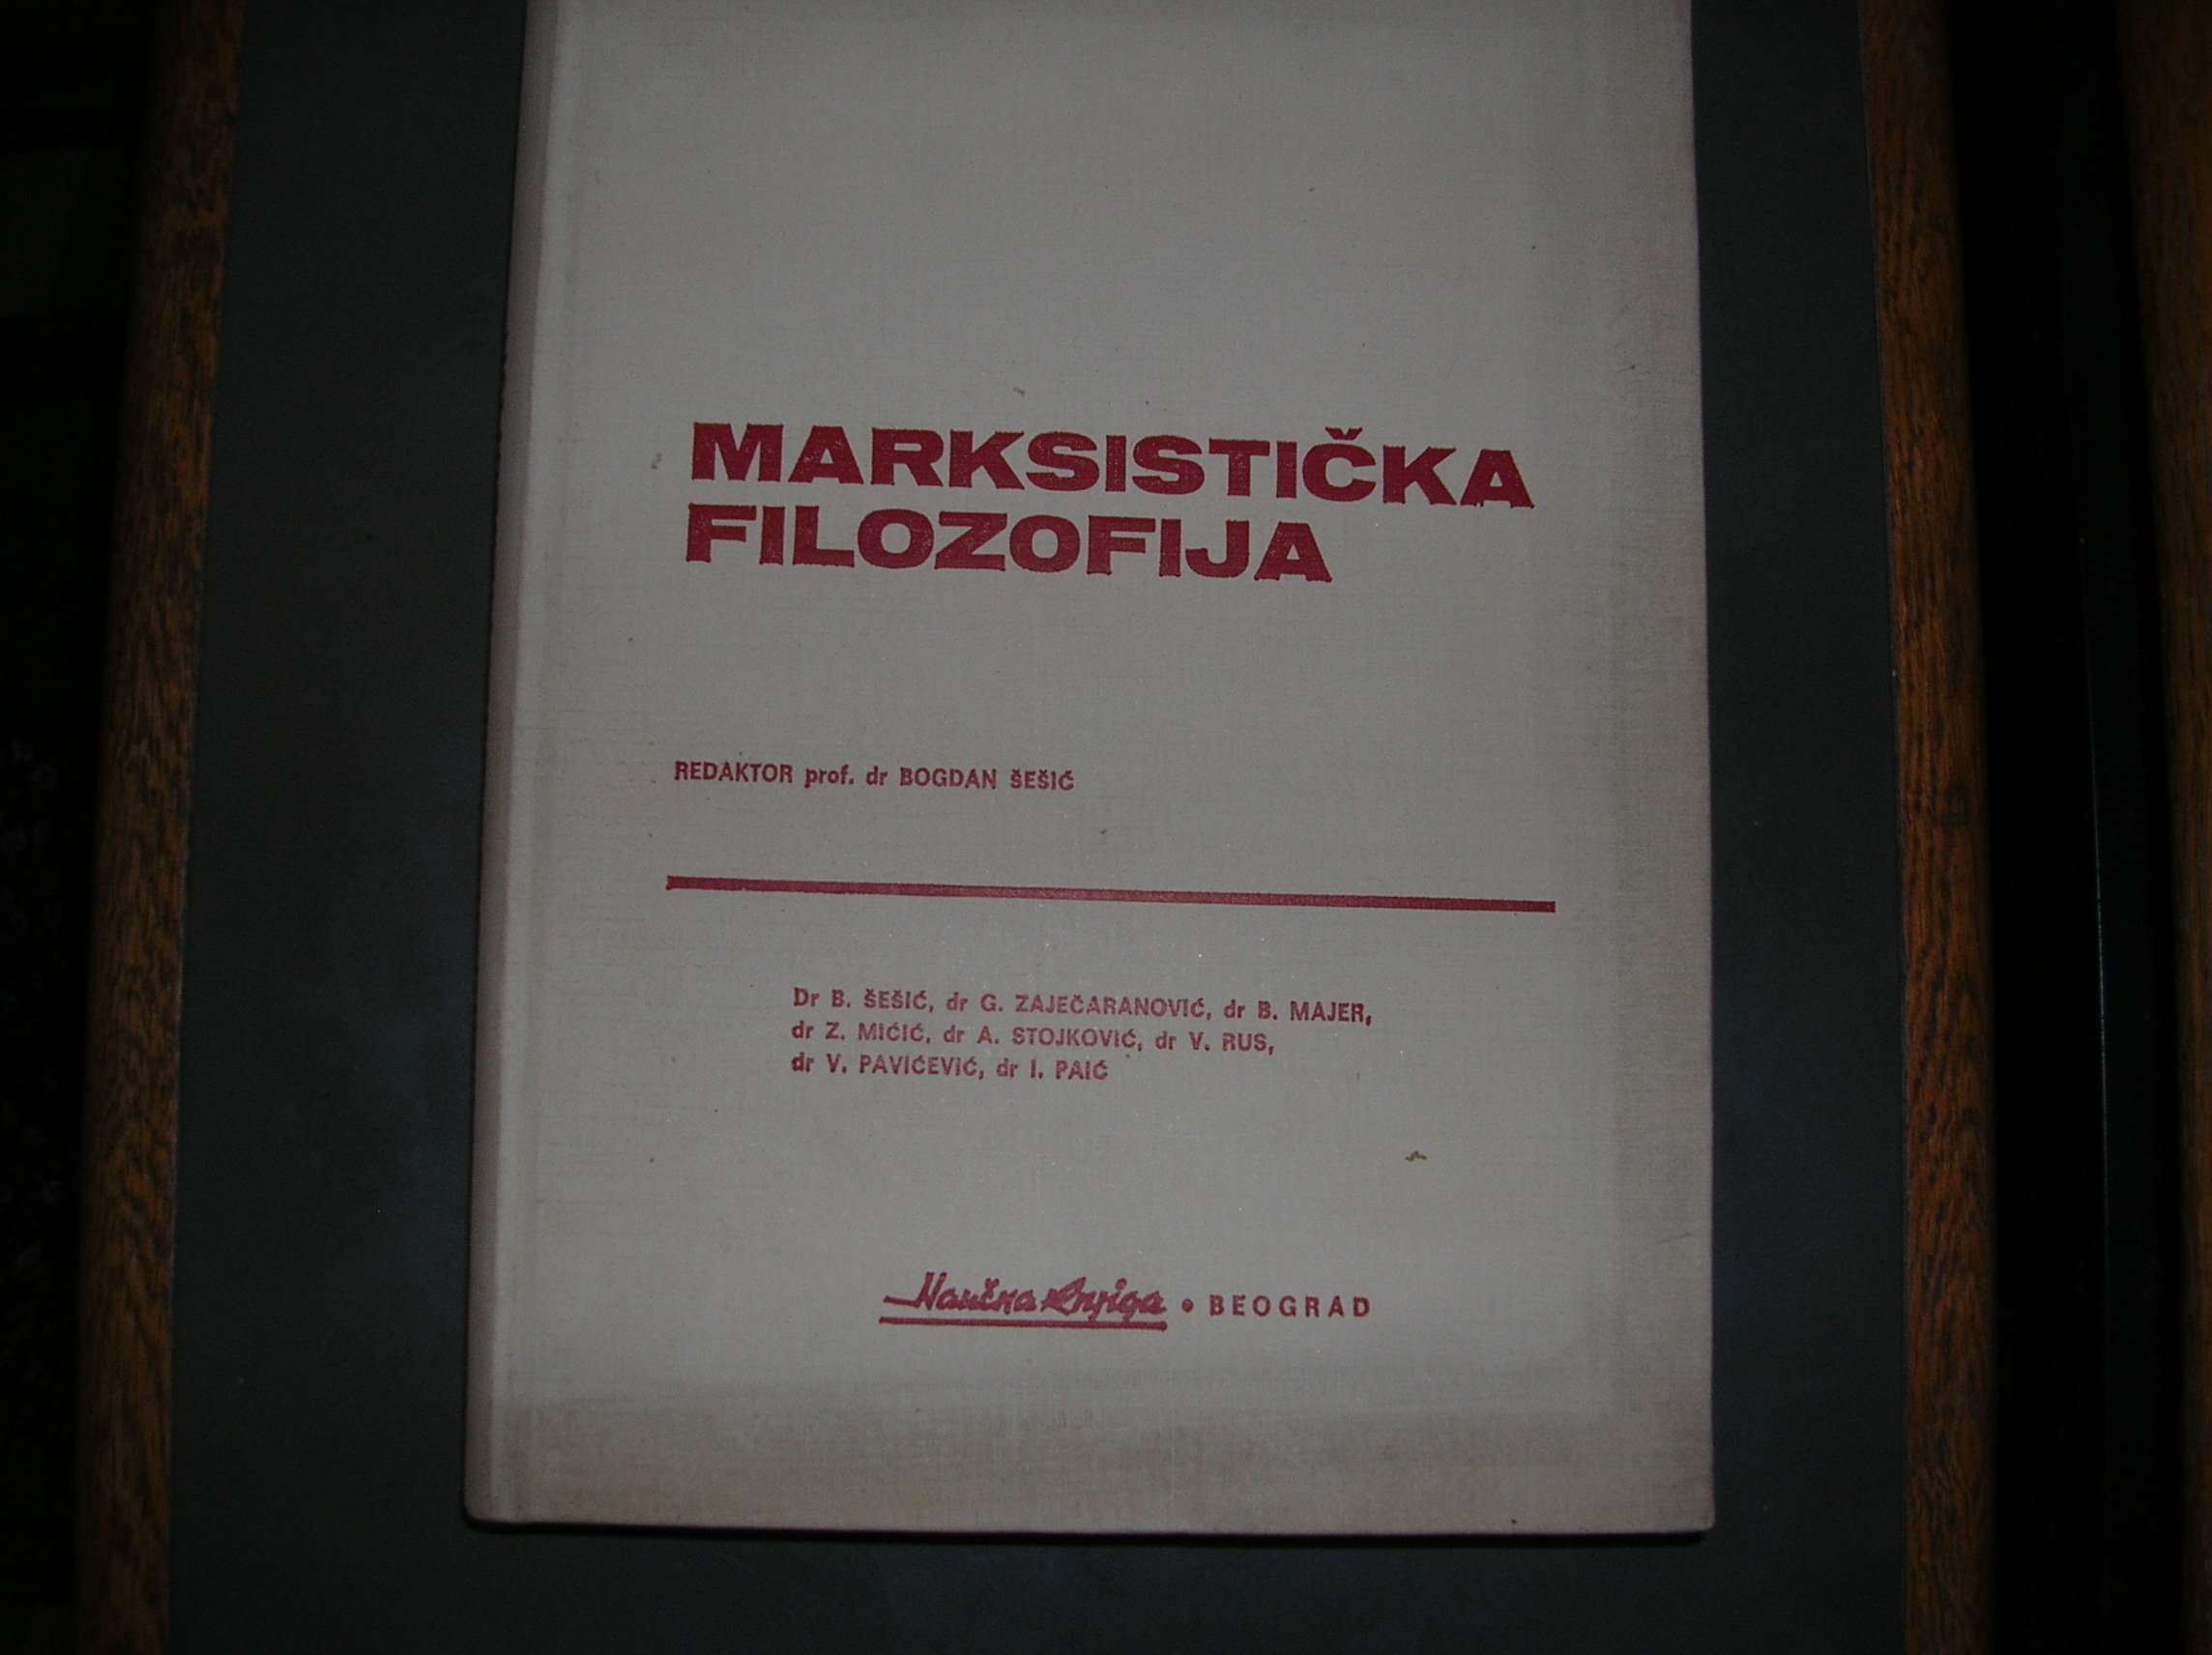 MARKSISTIČKA
FILOZOFIJA
REDAKTOR prof. dr BOGDAN ŠEŠIĆ
Dr B. ŠEŠIĆ, dr G. ZAJEČARANOVIĆ, dr B. MAJER,
dr Z. MIĆIĆ, dr A. STOJKOVIĆ, dr V. RUS,
dr V. PAVIĆEVIĆ, dr I. PAIĆ
Naučna knjiga • BEOGRAD